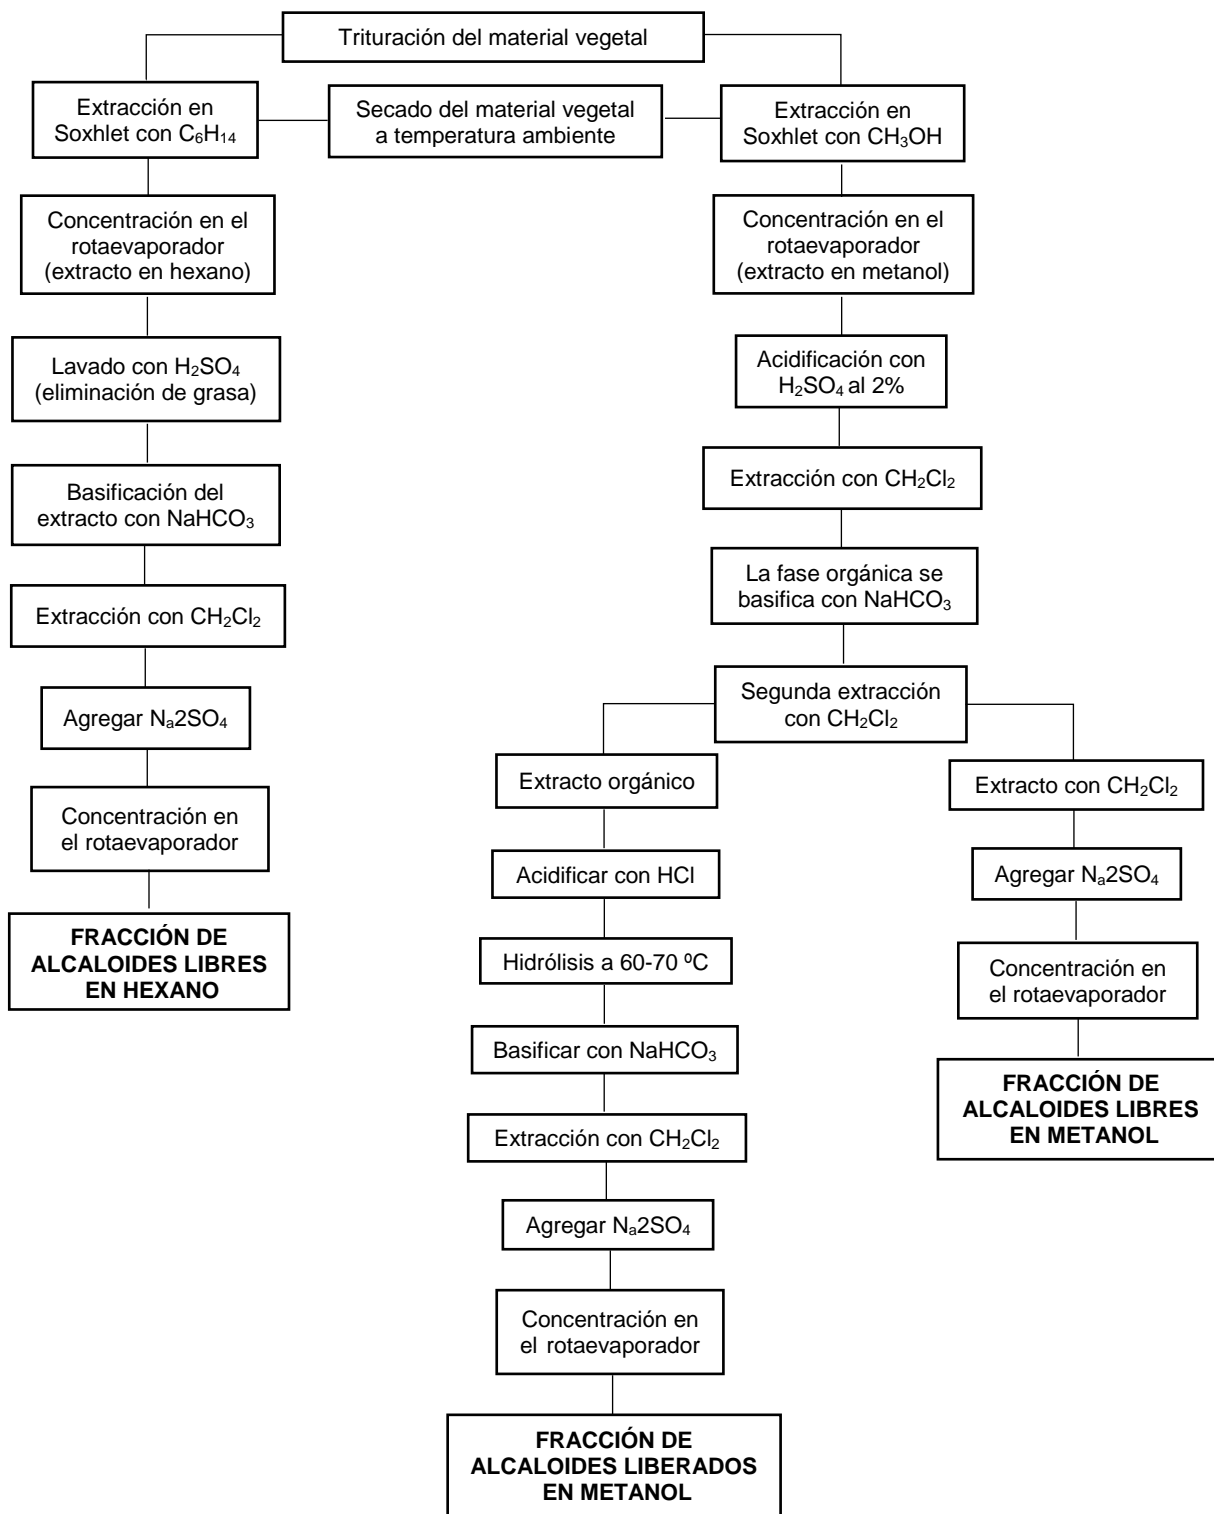 Trituración del material vegetal
Extracción en
Soxhlet con C₆H₁₄
Secado del material vegetal
a temperatura ambiente
Extracción en
Soxhlet con CH₃OH
Concentración en el
rotaevaporador
(extracto en hexano)
Lavado con H₂SO₄
(eliminación de grasa)
Basificación del
extracto con NaHCO₃
Extracción con CH₂Cl₂
Agregar Nₐ2SO₄
Concentración en
el rotaevaporador
FRACCIÓN DE
ALCALOIDES LIBRES
EN HEXANO
Concentración en el
rotaevaporador
(extracto en metanol)
Acidificación con
H₂SO₄ al 2%
Extracción con CH₂Cl₂
La fase orgánica se
basifica con NaHCO₃
Segunda extracción
con CH₂Cl₂
Extracto orgánico
Acidificar con HCl
Hidrólisis a 60-70 ºC
Basificar con NaHCO₃
Extracción con CH₂Cl₂
Agregar Nₐ2SO₄
Concentración en
el rotaevaporador
FRACCIÓN DE
ALCALOIDES LIBERADOS
EN METANOL
Extracto con CH₂Cl₂
Agregar Nₐ2SO₄
Concentración en
el rotaevaporador
FRACCIÓN DE
ALCALOIDES LIBRES
EN METANOL